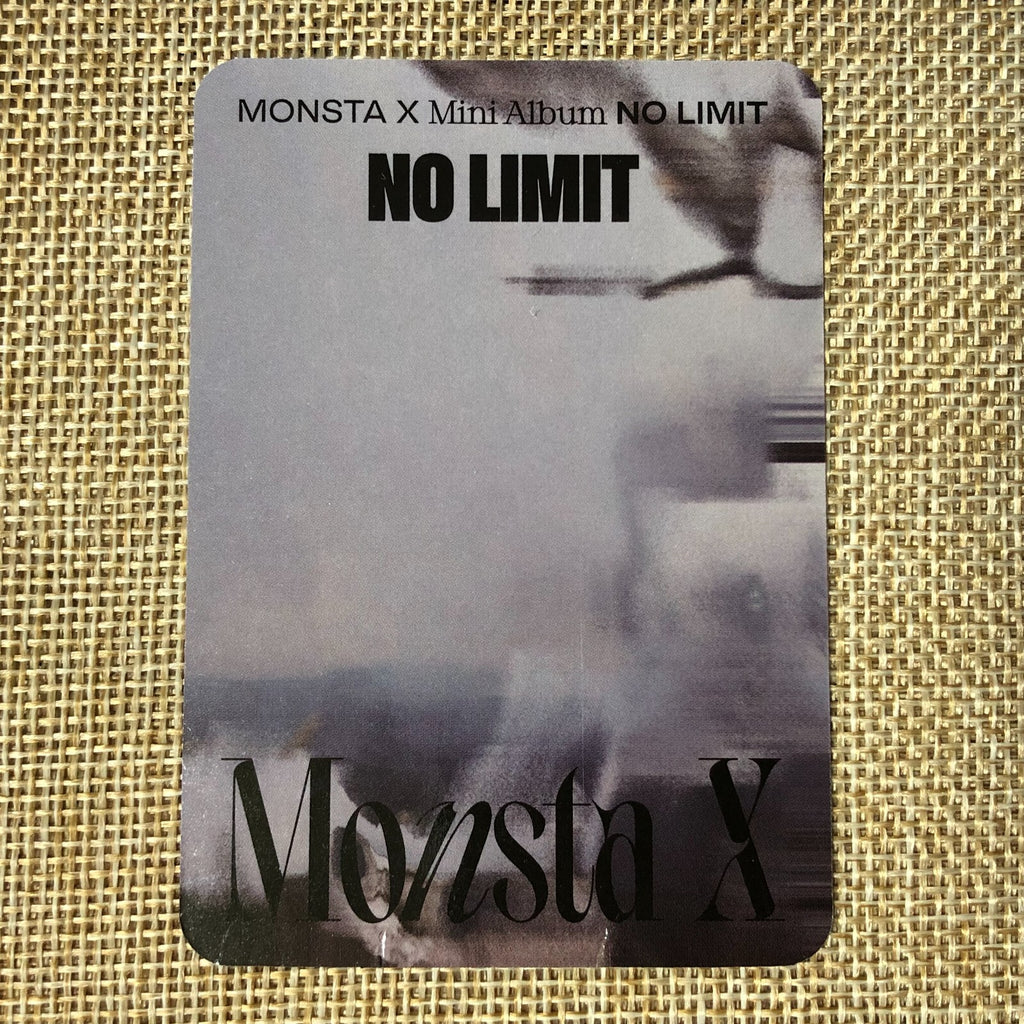 MONSTA X Mini Album NO LIMIT
NO LIMIT
Monsta X